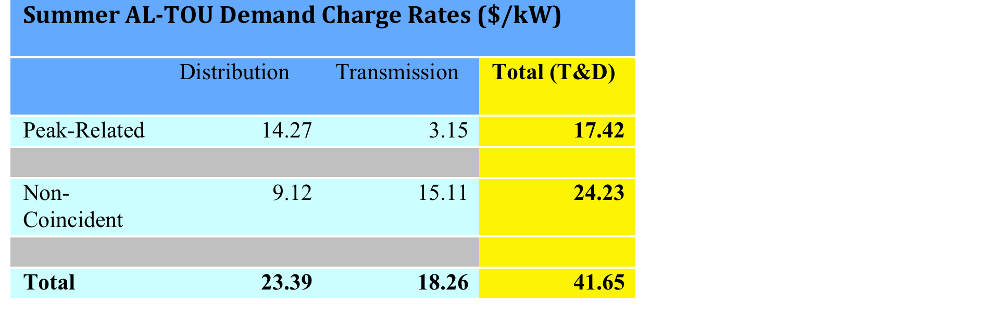 Summer AL-TOU Demand Charge Rates ($/kW)
Distribution Transmission Total (T&D)
Peak-Related 14.27 3.15 17.42
Non- 9.12 15.11 24.23
Coincident
Total 23.39 18.26 41.65